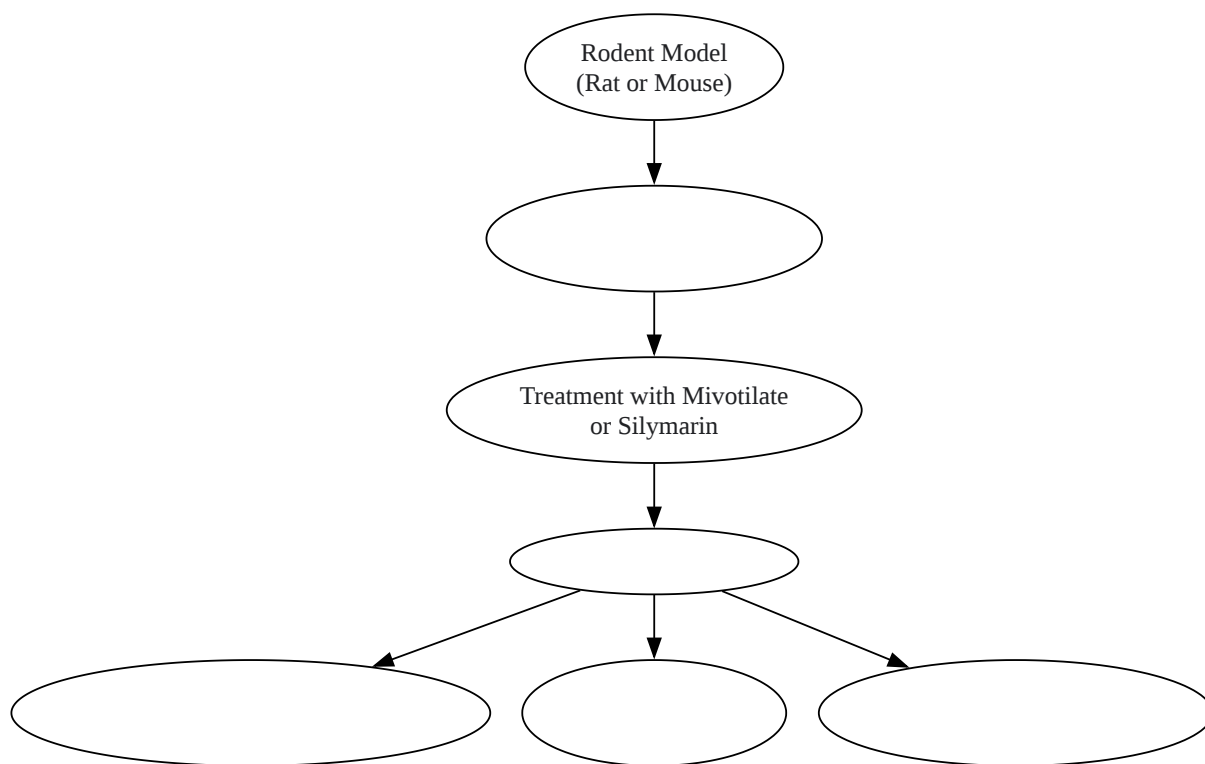 Rodent Model
(Rat or Mouse)
Treatment with Mivotilate
or Silymarin